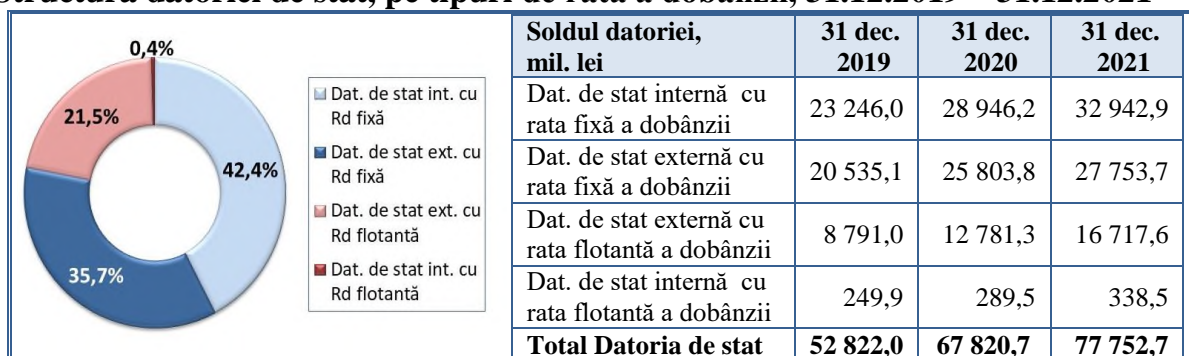 structura datoriei de stat, pe tipuri de rată a dobânzii, 31.12.2019 – 31.12.2021
0,4%
21,5%
42,4%
35,7%
Dat. de stat int. cu
Rd fixă
Dat. de stat ext. cu
Rd fixă
Dat. de stat ext. cu
Rd flotantă
Dat. de stat int. cu
Rd flotantă
Soldul datoriei, 31 dec. 31 dec. 31 dec.
mil. lei 2019 2020 2021
Dat. de stat internă cu
rata fixă a dobânzii 23 246,0 28 946,2 32 942,9
Dat. de stat externă cu
rata fixă a dobânzii 20 535,1 25 803,8 27 753,7
Dat. de stat externă cu
rata flotantă a dobânzii 8 791,0 12 781,3 16 717,6
Dat. de stat internă cu
rata flotantă a dobânzii 249,9 289,5 338,5
Total Datoria de stat 52 822,0 67 820,7 77 752,7